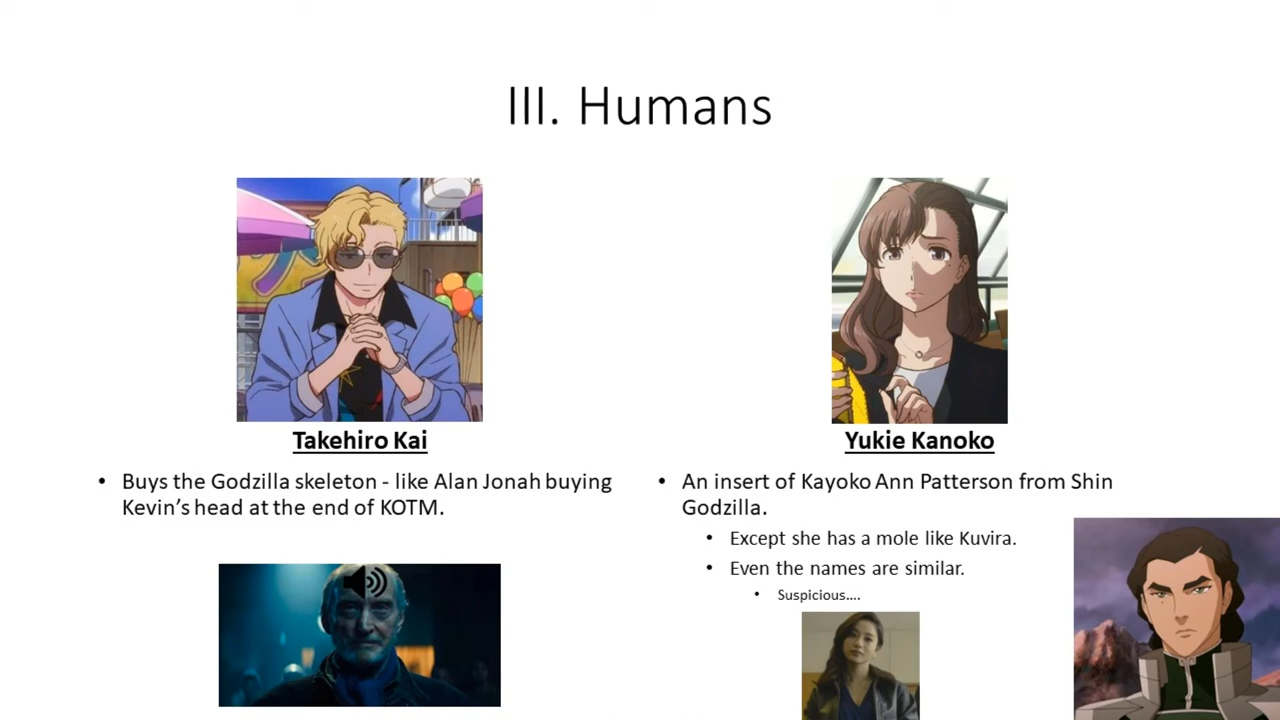 III. Humans
Takehiro Kai
• Buys the Godzilla skeleton - like Alan Jonah buying
Kevin’s head at the end of KOTM.
Yukie Kanoko
• An insert of Kayoko Ann Patterson from Shin
Godzilla.
• Except she has a mole like Kuvira.
• Even the names are similar.
• Suspicious....